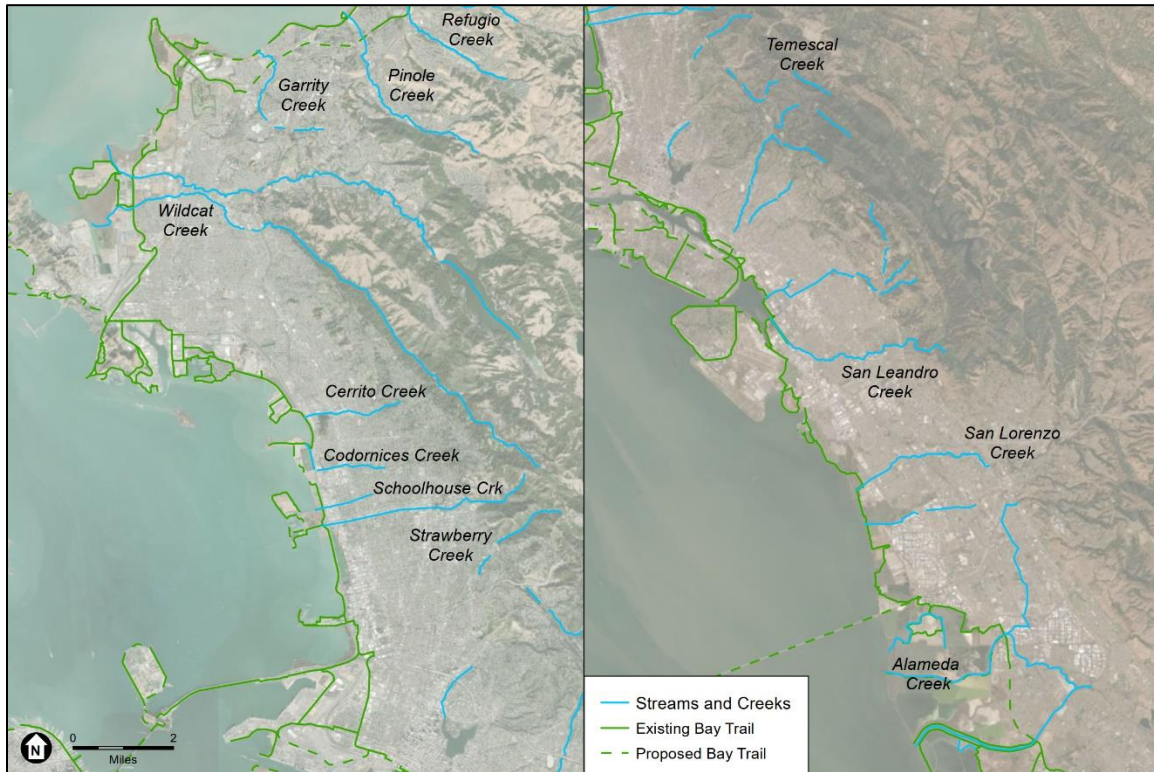 Refugio
Creek
Garrity
Creek
Pinole
Creek
Wildcat
Creek
Cerrito Creek
Codornices Creek
Schoolhouse Crk
Strawberry
Creek
N
0 2
Miles
Temescal
Creek
San Leandro
Creek
San Lorenzo
Creek
Alameda
Creek
Streams and Creeks
Existing Bay Trail
Proposed Bay Trail